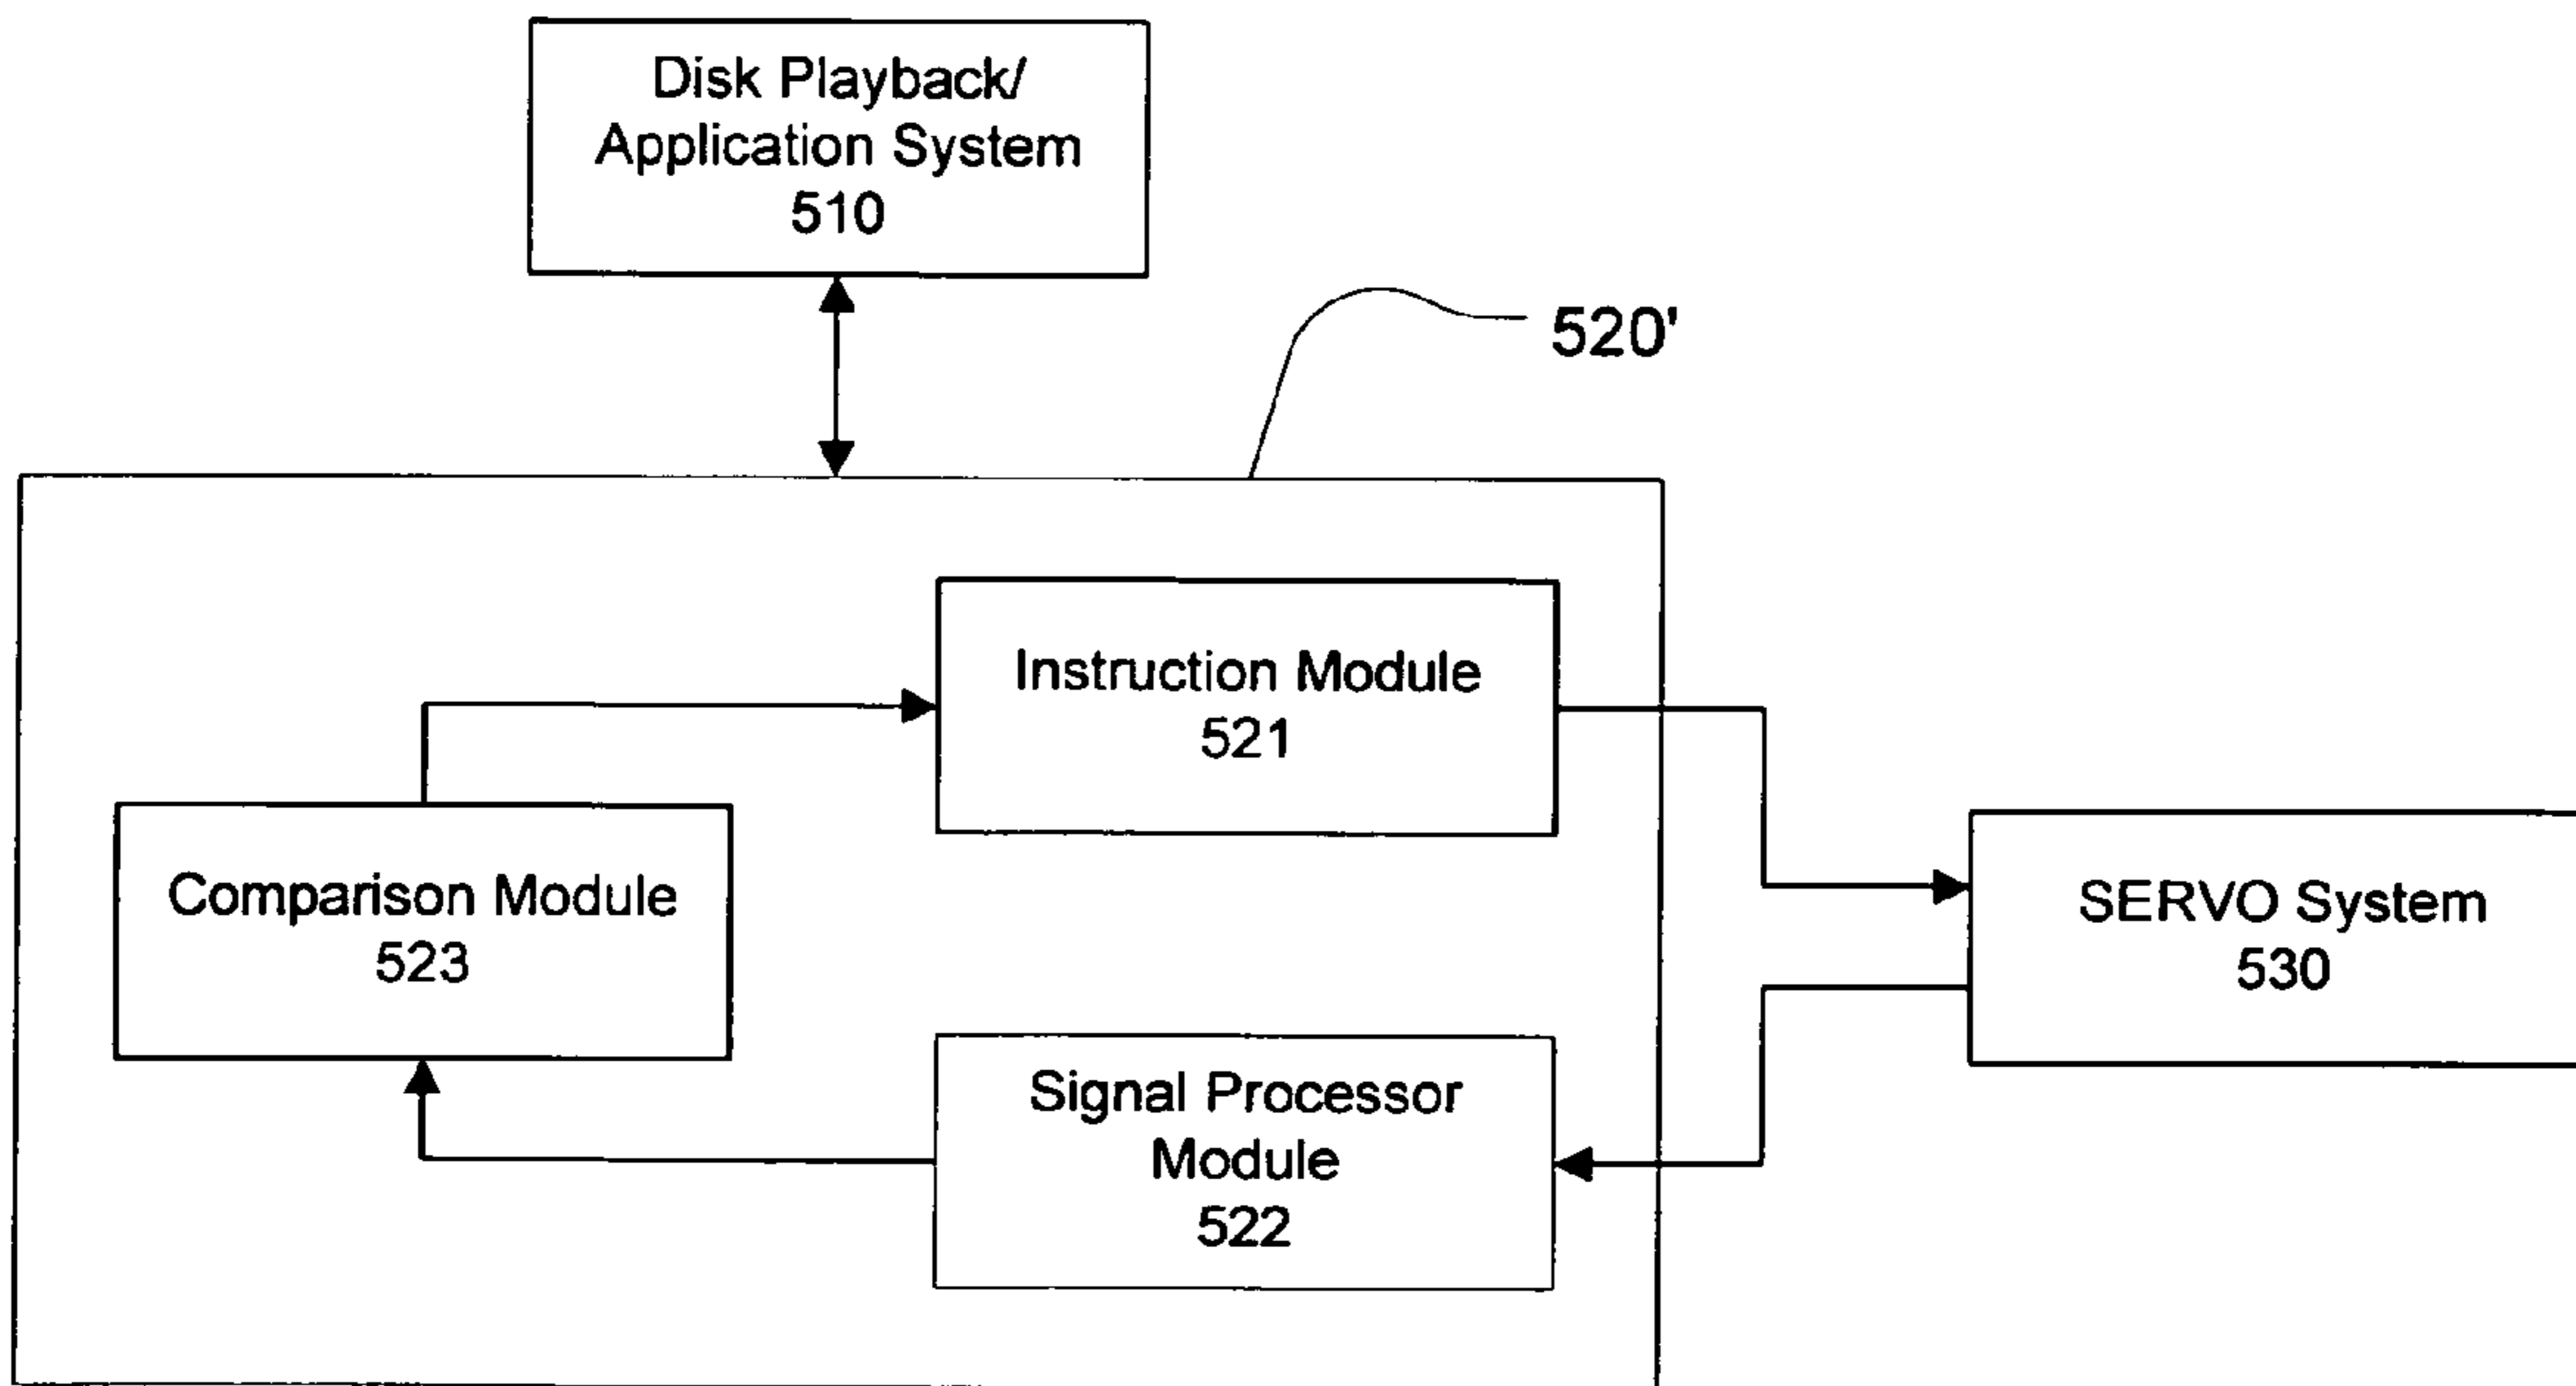 Disk Playback/
Application System
510
520'
Instruction Module
521
Comparison Module
523
SERVO System
530
Signal Processor
Module
522